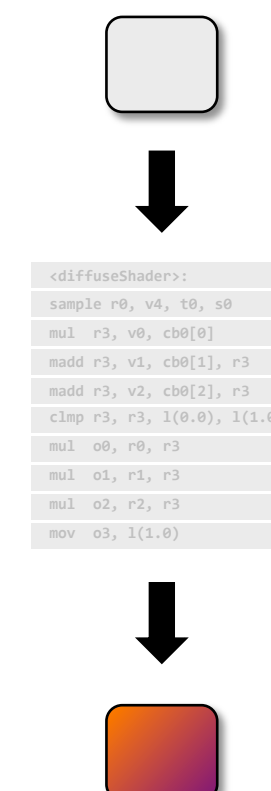 <diffuseShader>:
sample r0, v4, t0, s0
mul  r3, v0, cb0[0]
madd r3, v1, cb0[1], r3
madd r3, v2, cb0[2], r3
clmp r3, r3, l(0.0), l(1.0
mul  o0, r0, r3
mul  o1, r1, r3
mul  o2, r2, r3
mov  o3, l(1.0)